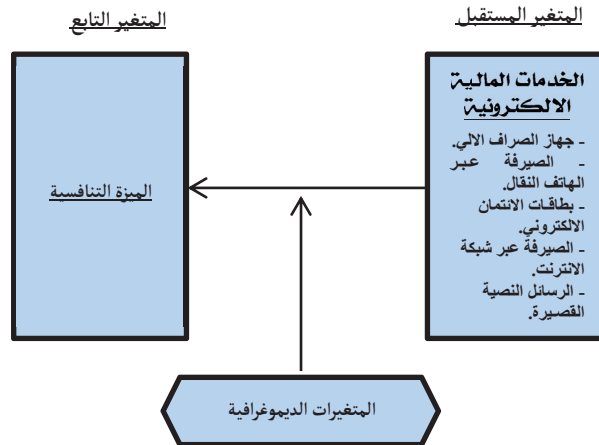 المتغير المستقبل
المتغير التابع
الخدمات المالية
الالكترونية
- جهاز الصراف الالي.
- الصيرفة عبر
الهاتف النقال.
- بطاقات الائتمان
الالكتروني.
- الصيرفة عبر شبكة
الانترنت.
- الرسائل النصية
القصيرة.
الميزة التنافسية
المتغيرات الديموغرافية